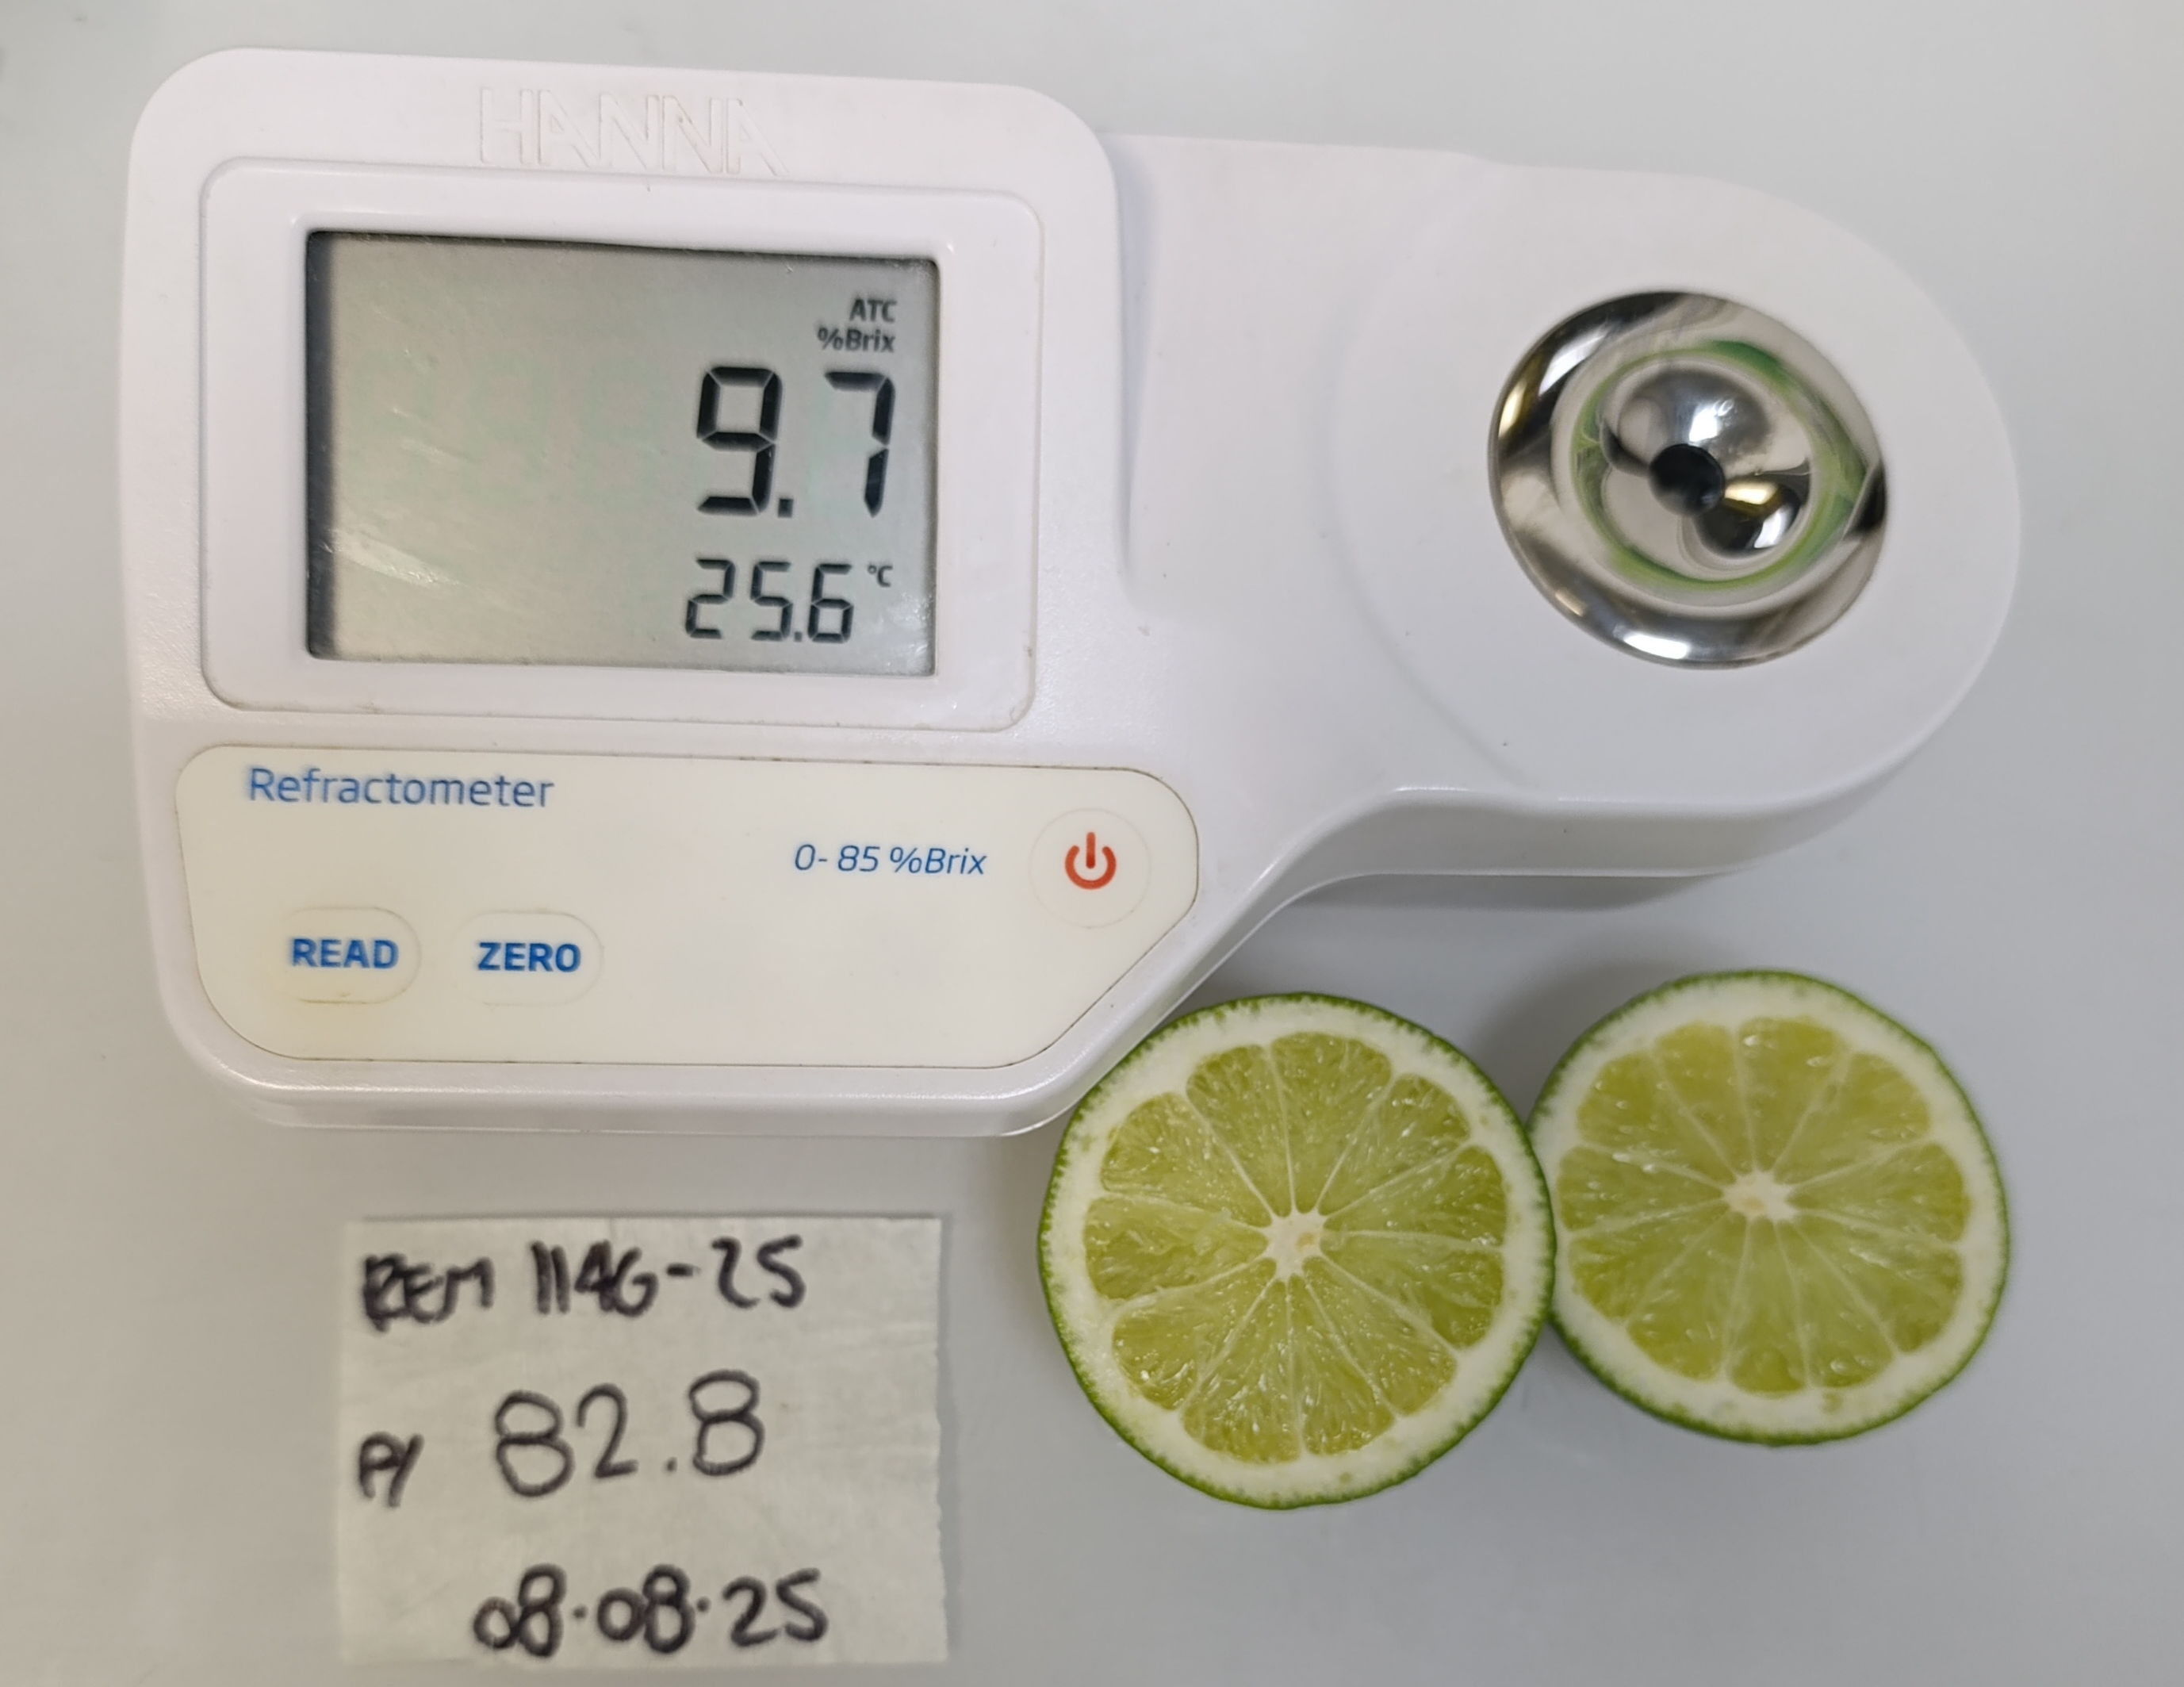 HANNA
ATC
%Brix
9.7
25.6 °C
Refractometer
0-85 %Brix
READ ZERO
REM 1146-25
P/ 82.8
08.08.25